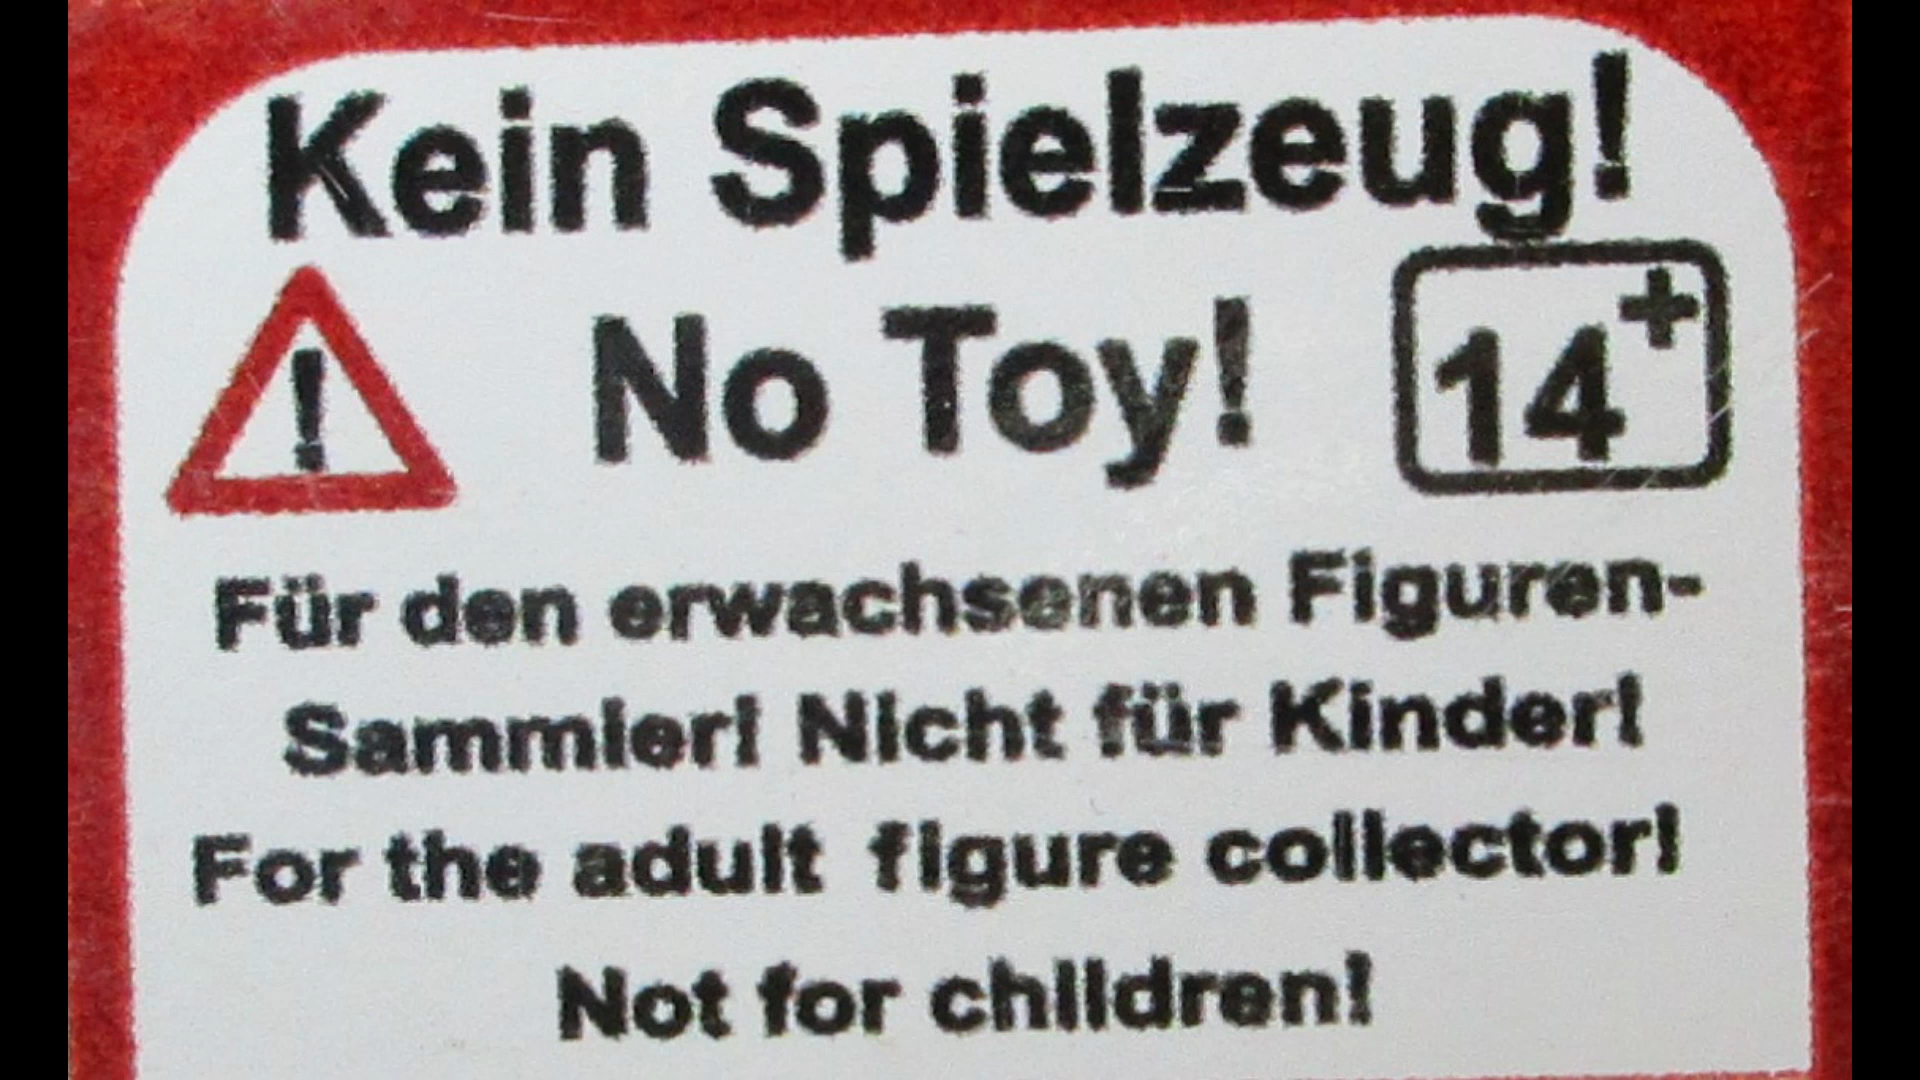 Kein Spielzeug!
! No Toy! 14+
Für den erwachsenen Figuren-
Sammler! Nicht für Kinder!
For the adult figure collector!
Not for children!